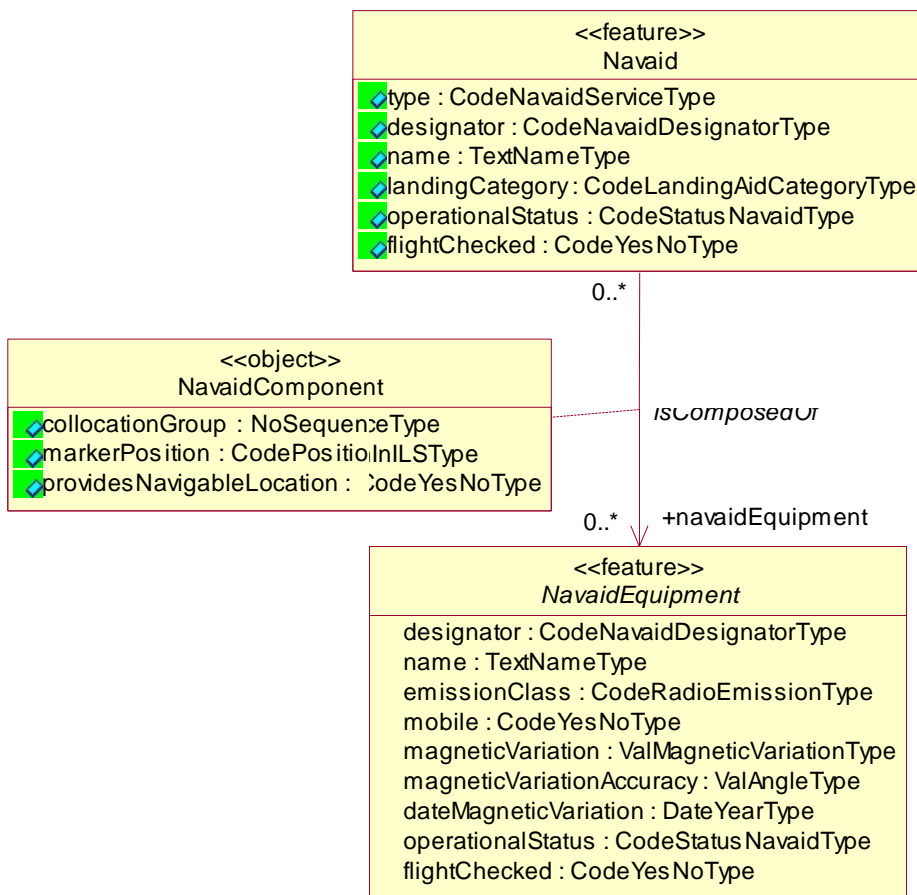 <<feature>>
Navaid
type : CodeNavaidServiceType
designator : CodeNavaidDesignatorType
name : TextNameType
landingCategory : CodeLandingAidCategoryType
operationalStatus : CodeStatusNavaidType
flightChecked : CodeYesNoType
0..*
<<object>>
NavaidComponent
collocationGroup : NoSequenceType
markerPosition : CodePositionInILSType
providesNavigableLocation : CodeYesNoType
isComposedOf
0..*
+navaidEquipment
<<feature>>
NavaidEquipment
designator : CodeNavaidDesignatorType
name : TextNameType
emissionClass : CodeRadioEmissionType
mobile : CodeYesNoType
magneticVariation : ValMagneticVariationType
magneticVariationAccuracy : ValAngleType
dateMagneticVariation : DateYearType
operationalStatus : CodeStatusNavaidType
flightChecked : CodeYesNoType